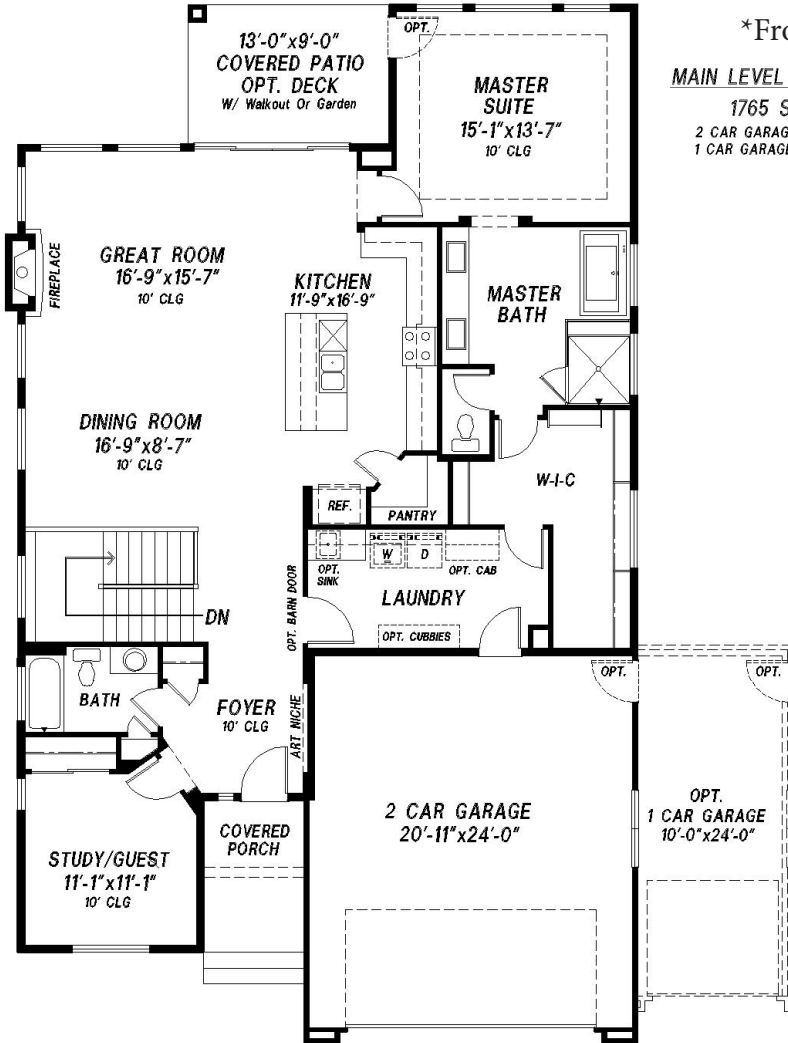 *Fro
MAIN LEVEL
1765 S
2 CAR GARAG
1 CAR GARAGE
13'-0"x9'-0"
COVERED PATIO
OPT. DECK
W/ Walkout Or Garden
OPT.
MASTER
SUITE
15'-1"x13'-7"
10' CLG
FIREPLACE
GREAT ROOM
16'-9"x15'-7"
10' CLG
KITCHEN
11'-9"x16'-9"
MASTER
BATH
DINING ROOM
16'-9"x8'-7"
10' CLG
W-I-C
REF.
PANTRY
OPT.
SINK
W
D
OPT. CAB
LAUNDRY
OPT. CUBBIES
OPT. BARN DOOR
DN
BATH
FOYER
10' CLG
ART NICHE
OPT.
OPT.
2 CAR GARAGE
20'-11"x24'-0"
OPT.
1 CAR GARAGE
10'-0"x24'-0"
COVERED
PORCH
STUDY/GUEST
11'-1"x11'-1"
10' CLG